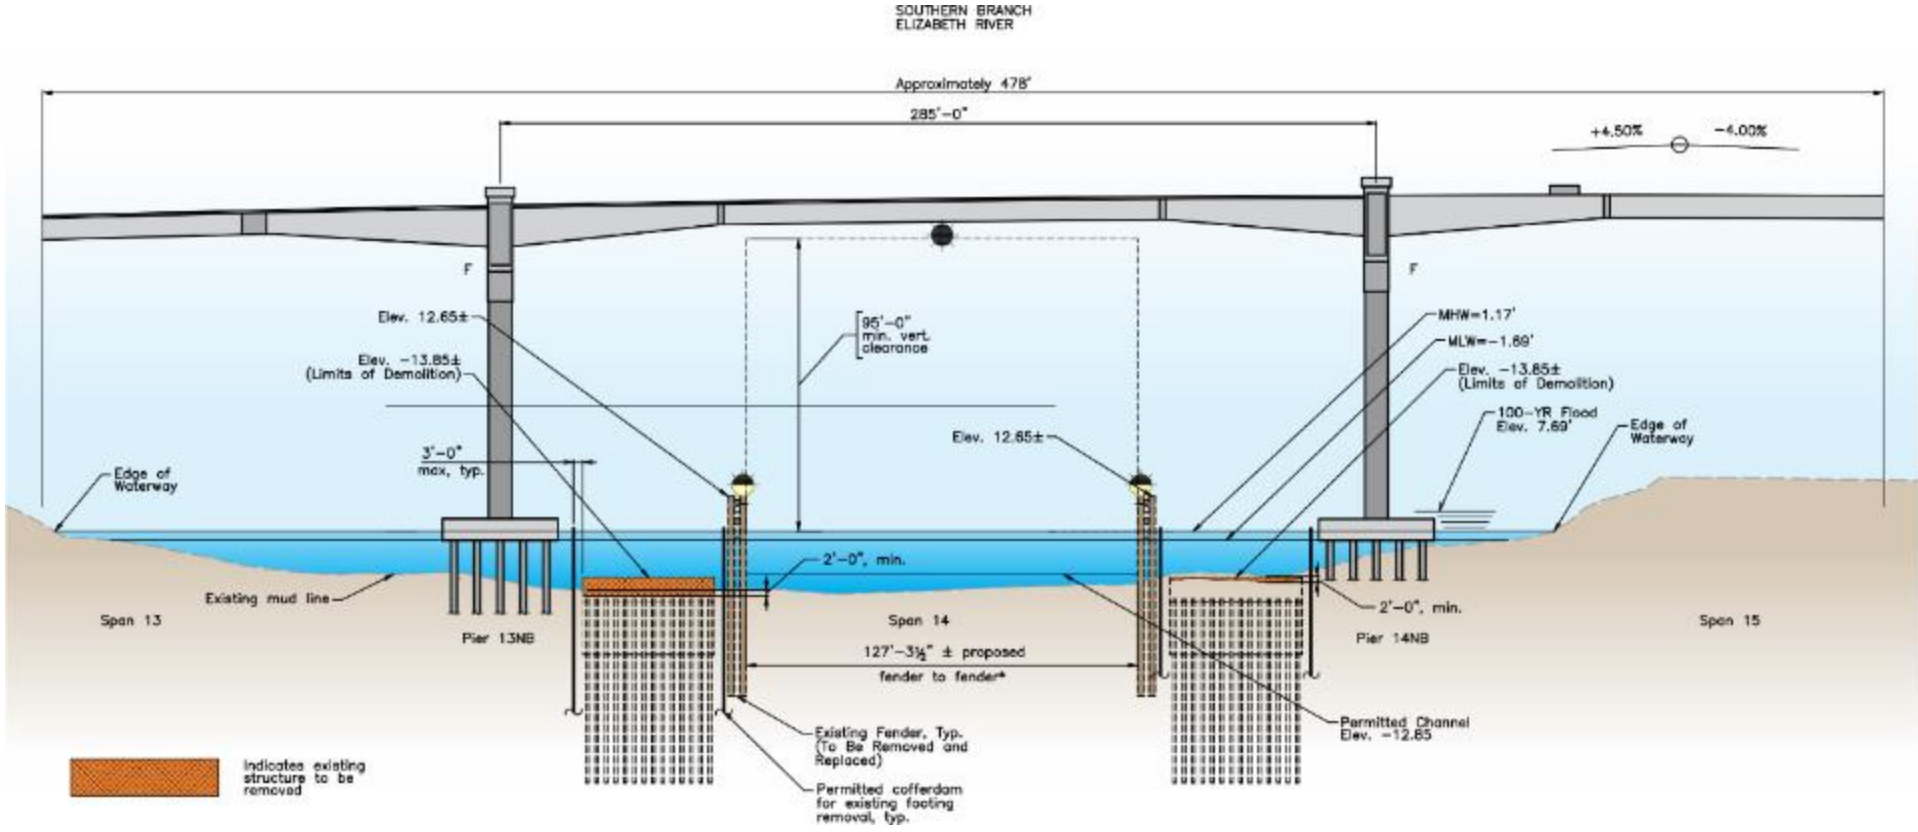 SOUTHERN BRANCH
ELIZABETH RIVER
Approximately 478'
285'-0"
+4.50%
-4.00%
F
F
Elev. 12.65±
95'-0"
min. vert.
clearance
MHW=1.17'
MLW=-1.69'
Elev. -13.85±
(Limits of Demolition)
Elev. -13.85±
(Limits of Demolition)
100-YR Flood
Elev. 7.69'
Edge of
Waterway
Elev. 12.65±
3'-0"
max, typ.
Edge of
Waterway
2'-0", min.
Existing mud line
2'-0", min.
Span 13
Pier 13NB
Span 14
Pier 14NB
Span 15
127'-3½" ± proposed
fender to fender*
Permitted Channel
Elev. -12.85
Existing Fender, Typ.
(To Be Removed and
Replaced)
Indicates existing
structure to be
removed
Permitted cofferdam
for existing footing
removal, typ.